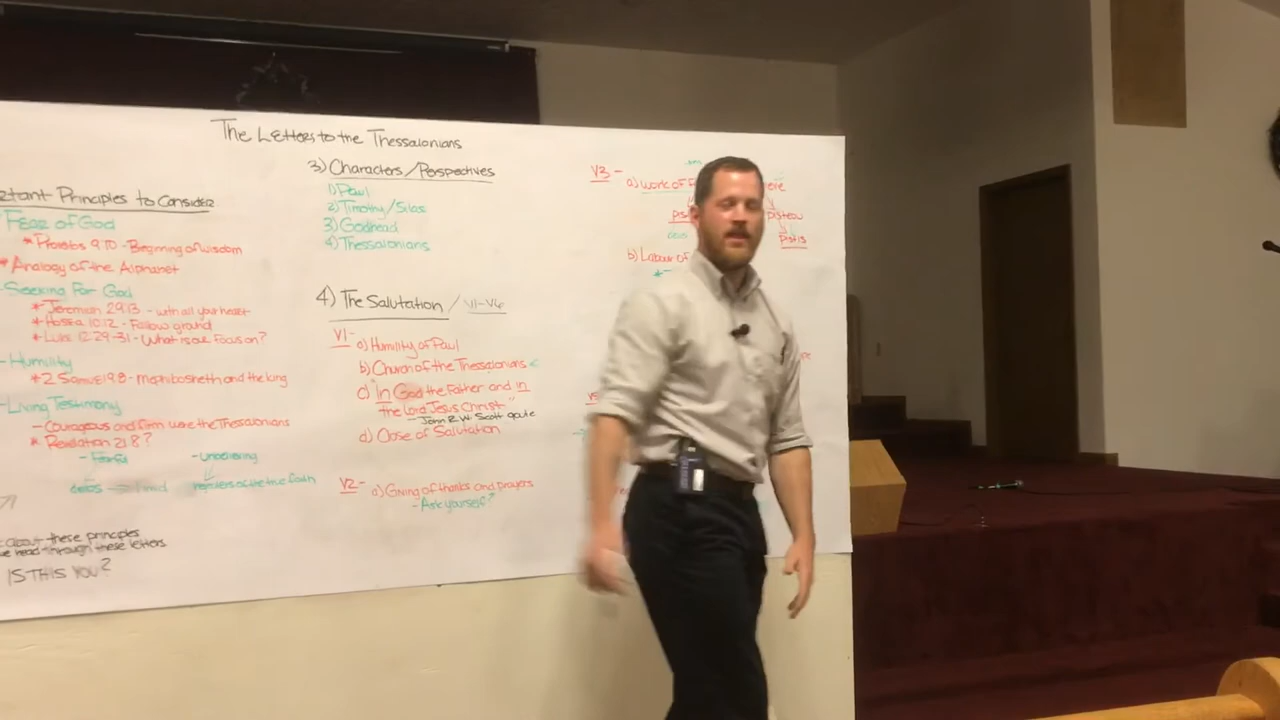 The Letters to the Thessalonians
tant Principles to Consider
Fear of God
* Proverbs 9:10 - Beginning of wisdom
* Analogy of the Alphabet
- Seeking for God
* Jeremiah 29:13 - with all your heart
* Hosea 10:12 - Fallow ground
* Luke 12:29-31 - What is our Focus on?
- Humility
* 2 Samuel 9:8 - Mephibosheth and the king
- Living Testimony
- Courageous and firm were the Thessalonians
* Revelation 21:8?
- Fearful
- Unbelieving
rejecters of the true faith
about these principles
head through these letters
IS THIS YOU?
3) Characters/Perspectives
1) Paul
2) Timothy/Silas
3) Godhead
4) Thessalonians
4) The Salutation / V1-V4
V1- a) Humility of Paul
b) Church of the Thessalonians
c) "In God the Father and in
the Lord Jesus Christ"
- John R.W. Scott quote
d) Close of Salutation
V2- a) Giving of thanks and prayers
- Ask yourself?
V3 -
a) work of
pisteu
pistis
b) Labour of